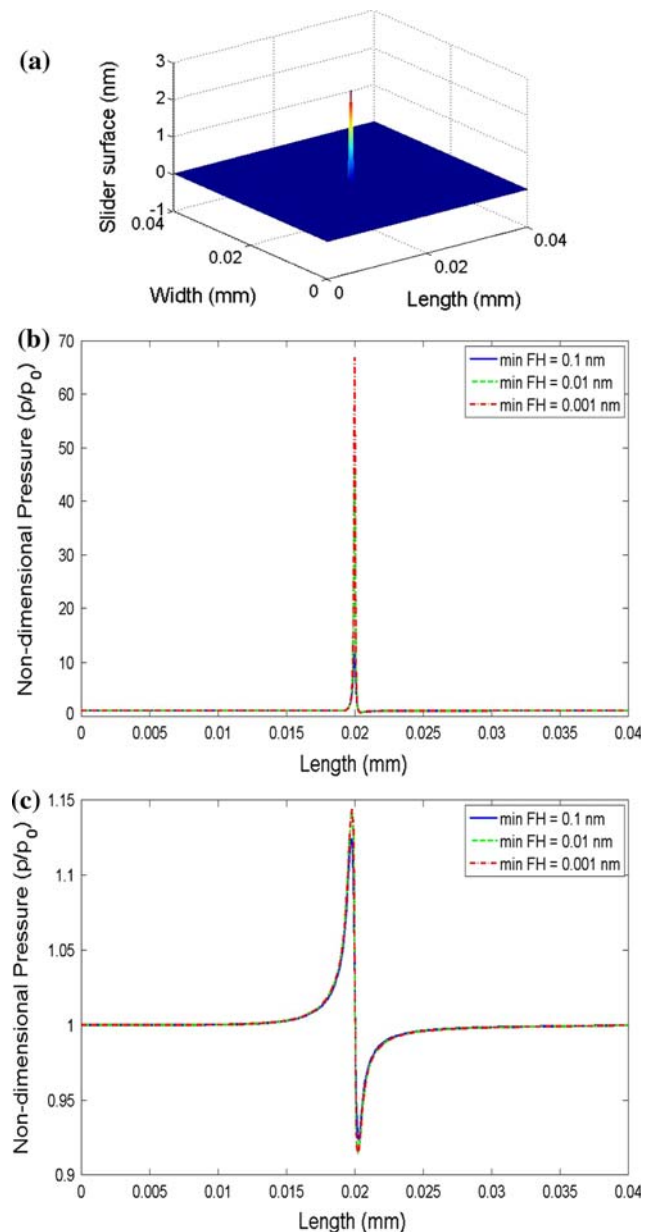 (a)
Slider surface (nm)
3
2
1
0
-1
0.04
0.02
0
Width (mm)
0
0.02
0.04
Length (mm)
(b)
Non-dimensional Pressure (p/p0)
70
60
50
40
30
20
10
0
min FH = 0.1 nm
min FH = 0.01 nm
min FH = 0.001 nm
0 0.005 0.01 0.015 0.02 0.025 0.03 0.035 0.04
Length (mm)
(c)
Non-dimensional Pressure (p/p0)
1.15
1.1
1.05
1
0.95
0.9
min FH = 0.1 nm
min FH = 0.01 nm
min FH = 0.001 nm
0 0.005 0.01 0.015 0.02 0.025 0.03 0.035 0.04
Length (mm)